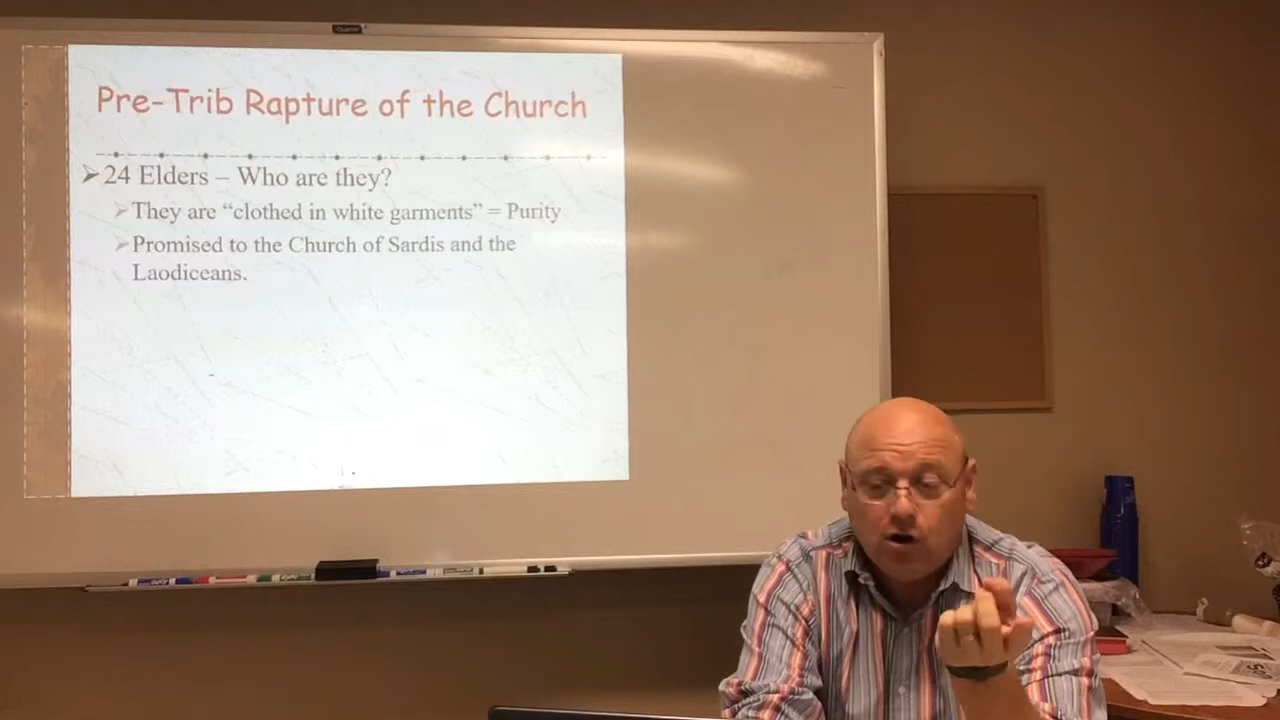 Pre-Trib Rapture of the Church
24 Elders – Who are they?
They are “clothed in white garments” = Purity
Promised to the Church of Sardis and the
Laodiceans.